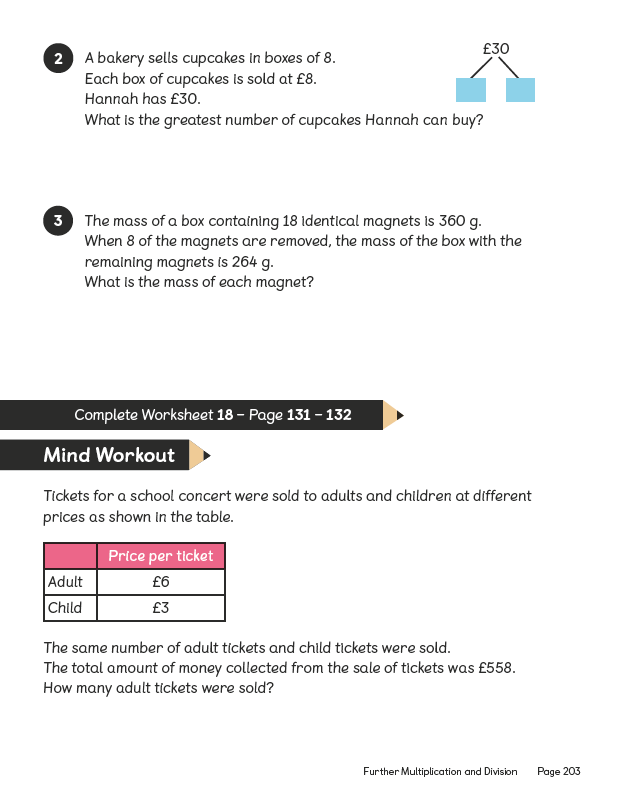 2 A bakery sells cupcakes in boxes of 8.
Each box of cupcakes is sold at £8.
Hannah has £30.
What is the greatest number of cupcakes Hannah can buy?
£30
3 The mass of a box containing 18 identical magnets is 360 g.
When 8 of the magnets are removed, the mass of the box with the
remaining magnets is 264 g.
What is the mass of each magnet?
Complete Worksheet 18 – Page 131 – 132
Mind Workout
Tickets for a school concert were sold to adults and children at different
prices as shown in the table.
Price per ticket
Adult £6
Child £3
The same number of adult tickets and child tickets were sold.
The total amount of money collected from the sale of tickets was £558.
How many adult tickets were sold?
Further Multiplication and Division Page 203